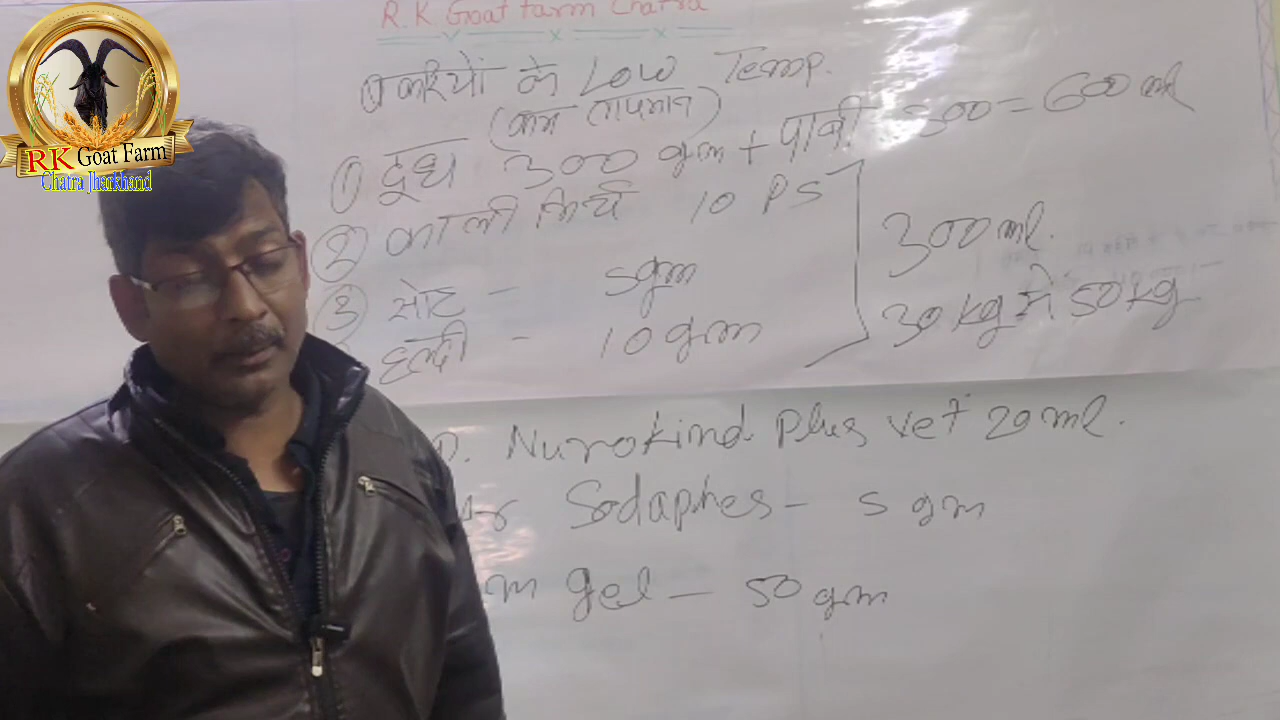 RK Goat Farm
Chatra Jharkhand
R.K Goat farm Chatra
बकरियों के Low Temp.
(कम तापमान)
① दूध 300 gm + पानी 300 = 600 ml
② काली मिर्च 10 PS
③ सोंठ - 5gm
हल्दी - 10 gm
300 ml.
30 kg से 50 kg
D. Nurokind Plus Vet 20 ml.
Sodaphes - 5 gm
gel - 50 gm